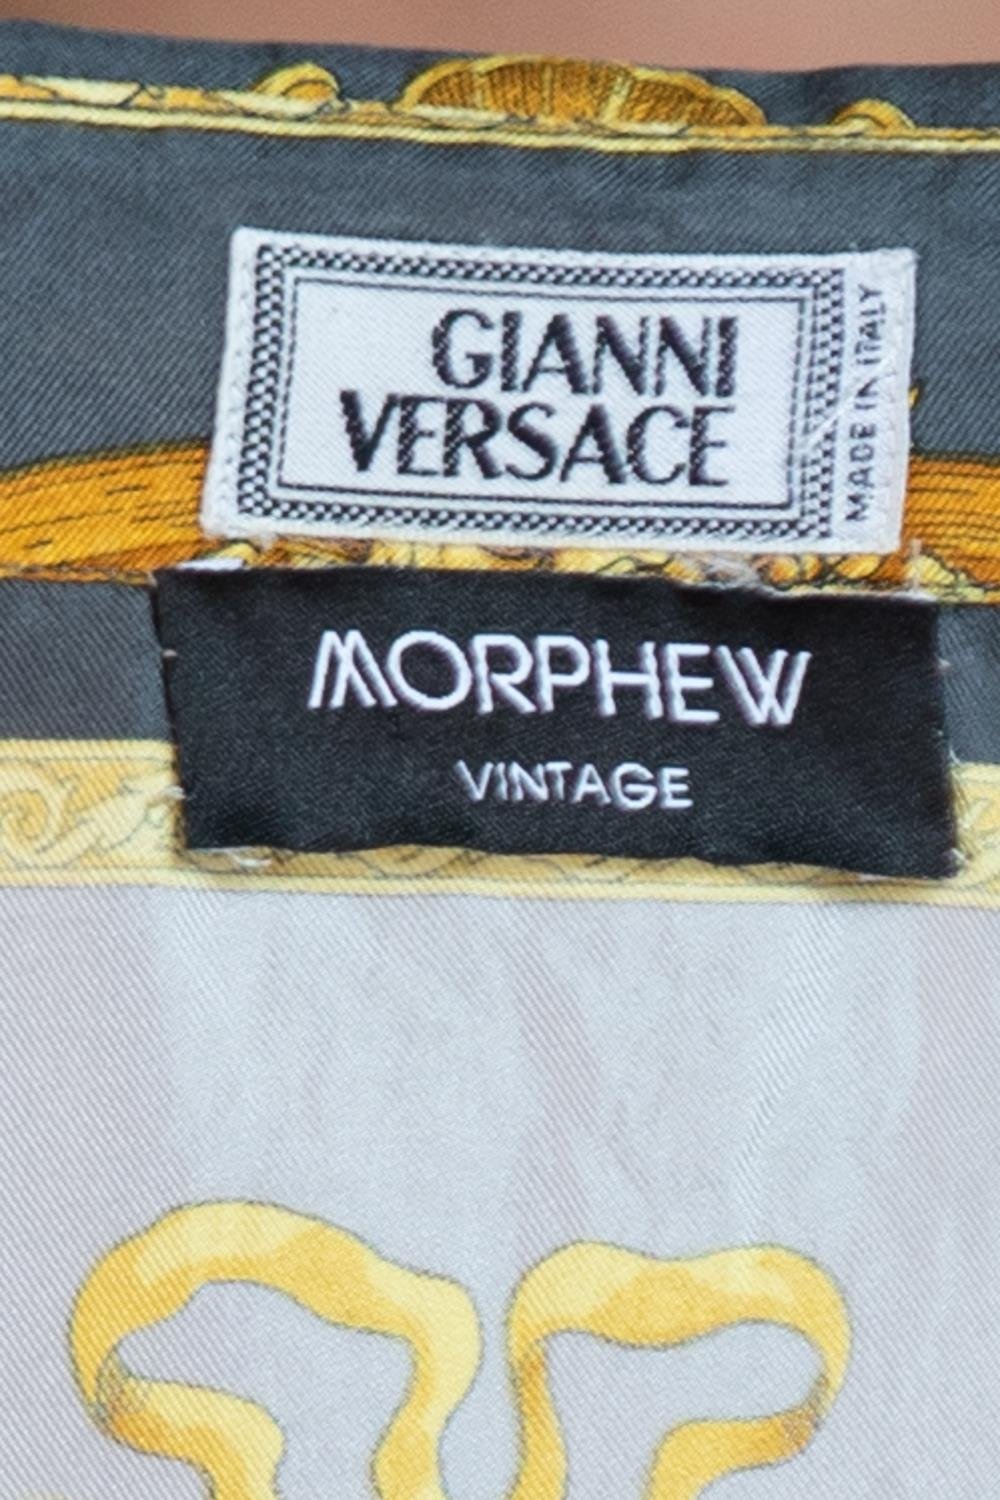 GIANNI
VERSACE
MADE IN ITALY
MORPHEW
VINTAGE